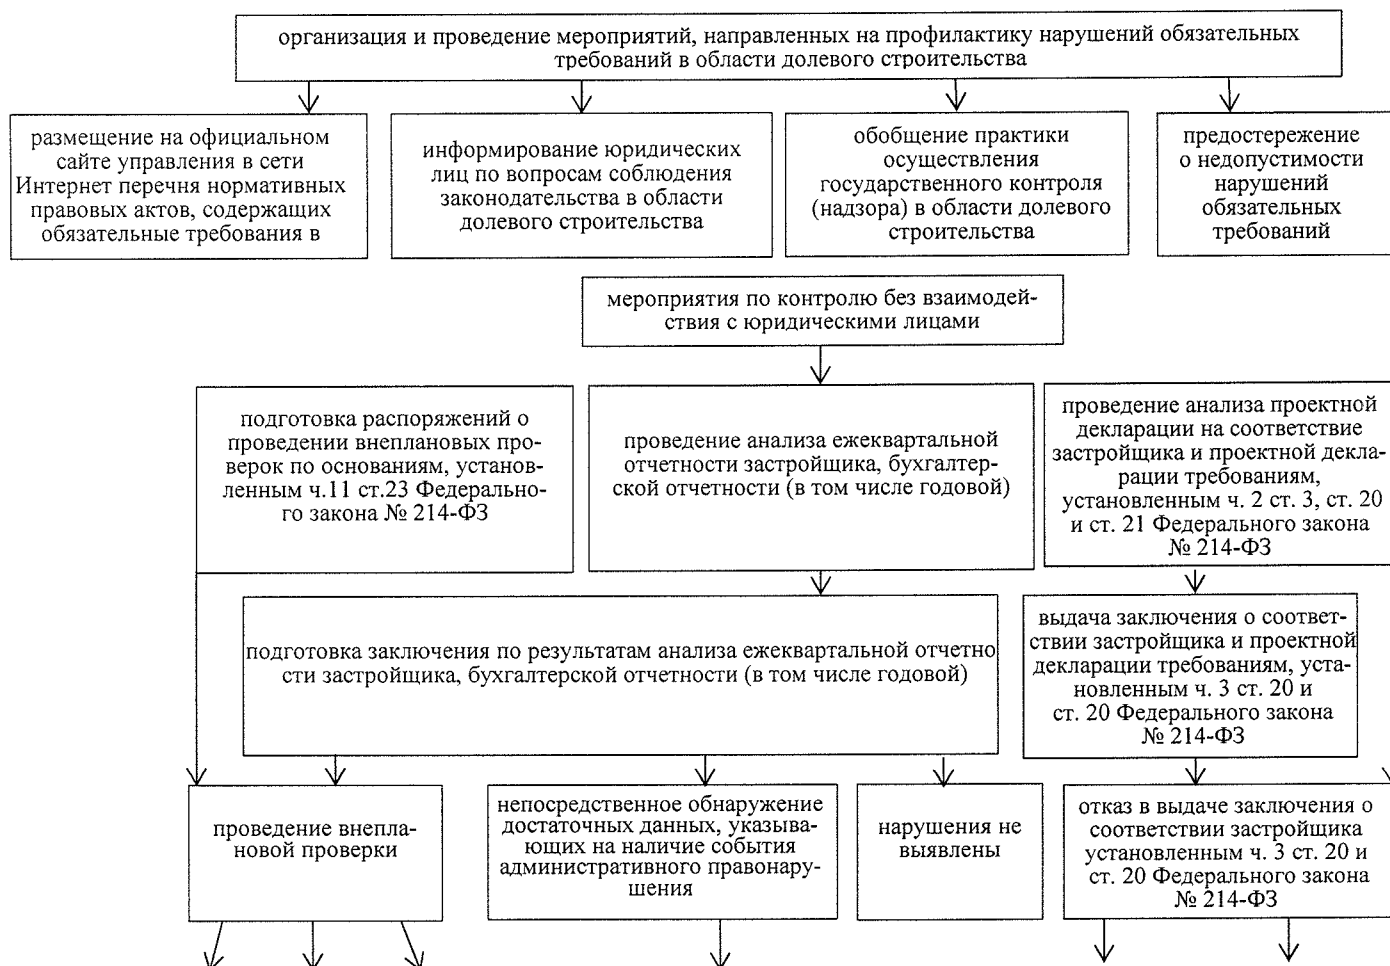 организация и проведение мероприятий, направленных на профилактику нарушений обязательных
требований в области долевого строительства
размещение на официальном
сайте управления в сети
Интернет перечня нормативных
правовых актов, содержащих
обязательные требования в
информирование юридических
лиц по вопросам соблюдения
законодательства в области
долевого строительства
обобщение практики
осуществления
государственного контроля
(надзора) в области долевого
строительства
предостережение
о недопустимости
нарушений
обязательных
требований
мероприятия по контролю без взаимодей-
ствия с юридическими лицами
подготовка распоряжений о
проведении внеплановых про-
верок по основаниям, установ-
ленным ч.11 ст.23 Федерально-
го закона № 214-ФЗ
проведение анализа ежеквартальной
отчетности застройщика, бухгалтер-
ской отчетности (в том числе годовой)
проведение анализа проектной
декларации на соответствие
застройщика и проектной декла-
рации требованиям,
установленным ч. 2 ст. 3, ст. 20
и ст. 21 Федерального закона
№ 214-ФЗ
подготовка заключения по результатам анализа ежеквартальной отчетно
сти застройщика, бухгалтерской отчетности (в том числе годовой)
выдача заключения о соответ-
ствии застройщика и проектной
декларации требованиям, уста-
новленным ч. 3 ст. 20 и
ст. 20 Федерального закона
№ 214-ФЗ
проведение внепла-
новой проверки
непосредственное обнаружение
достаточных данных, указыва-
ющих на наличие события
административного правонару-
шения
нарушения не
выявлены
отказ в выдаче заключения о
соответствии застройщика
установленным ч. 3 ст. 20 и
ст. 20 Федерального закона
№ 214-ФЗ